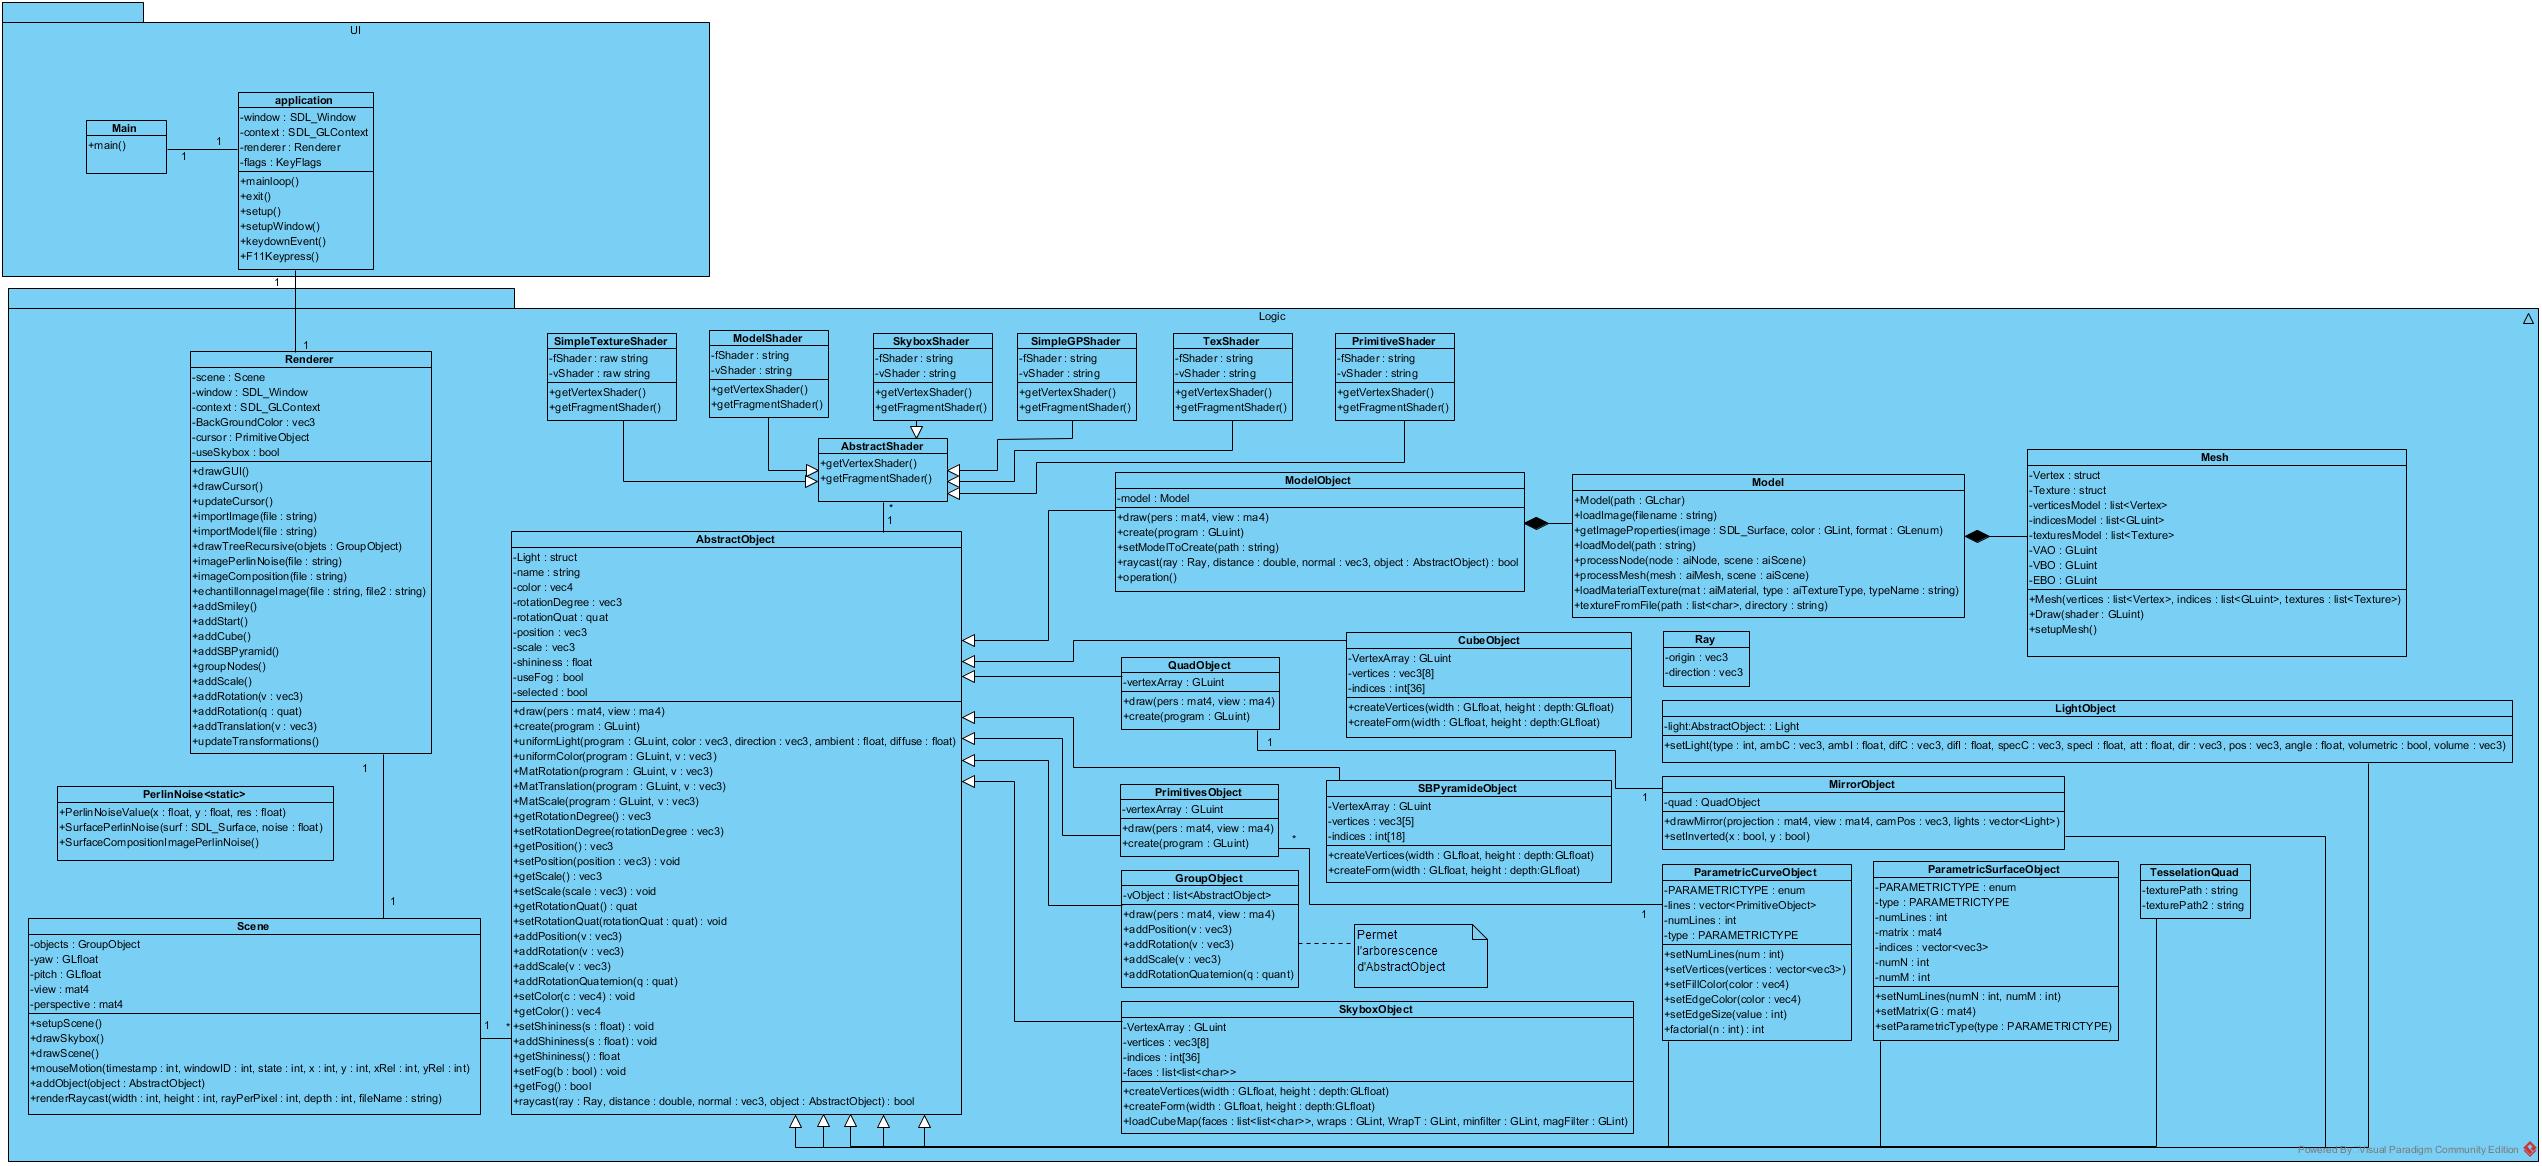 UI
Main
+main()
1
1
application
-window : SDL_Window
-context : SDL_GLContext
-renderer : Renderer
-flags : KeyFlags
+mainloop()
+exit()
+setup()
+setupWindow()
+keydownEvent()
+F11Keypress()
1
1
Logic
Renderer
-scene : Scene
-window : SDL_Window
-context : SDL_GLContext
-BackGroundColor : vec3
-cursor : PrimitiveObject
-useSkybox : bool
+drawGUI()
+drawCursor()
+updateCursor()
+importImage(file : string)
+importModel(file : string)
+drawTreeRecursive(objets : GroupObject)
+imagePerlinNoise(file : string)
+imageComposition(file : string)
+echantillonnageImage(file : string, file2 : string)
+addSmiley()
+addStart()
+addCube()
+addSBPyramid()
+groupNodes()
+addScale()
+addRotation(v : vec3)
+addRotation(q : quat)
+addTranslation(v : vec3)
+updateTransformations()
1
1
PerlinNoise<static>
+PerlinNoiseValue(x : float, y : float, res : float)
+SurfacePerlinNoise(surf : SDL_Surface, noise : float)
+SurfaceCompositionImagePerlinNoise()
Scene
-objects : GroupObject
-yaw : GLfloat
-pitch : GLfloat
-view : mat4
-perspective : mat4
+setupScene()
+drawSkybox()
+drawScene()
+mouseMotion(timestamp : int, windowID : int, state : int, x : int, y : int, xRel : int, yRel : int)
+addObject(object : AbstractObject)
+renderRaycast(width : int, height : int, rayPerPixel : int, depth : int, fileName : string)
1
*
SimpleTextureShader
-fShader : raw string
-vShader : raw string
+getVertexShader()
+getFragmentShader()
ModelShader
-fShader : string
-vShader : string
+getVertexShader()
+getFragmentShader()
SkyboxShader
-fShader : string
-vShader : string
+getVertexShader()
+getFragmentShader()
SimpleGPShader
-fShader : string
-vShader : string
+getVertexShader()
+getFragmentShader()
TexShader
-fShader : string
-vShader : string
+getVertexShader()
+getFragmentShader()
PrimitiveShader
-fShader : string
-vShader : string
+getVertexShader()
+getFragmentShader()
AbstractShader
+getVertexShader()
+getFragmentShader()
*
1
AbstractObject
-Light : struct
-name : string
-color : vec4
-rotationDegree : vec3
-rotationQuat : quat
-position : vec3
-scale : vec3
-shininess : float
-useFog : bool
-selected : bool
+draw(pers : mat4, view : ma4)
+create(program : GLuint)
+uniformLight(program : GLuint, color : vec3, direction : vec3, ambient : float, diffuse : float)
+uniformColor(program : GLuint, v : vec3)
+MatRotation(program : GLuint, v : vec3)
+MatTranslation(program : GLuint, v : vec3)
+MatScale(program : GLuint, v : vec3)
+getRotationDegree() : vec3
+setRotationDegree(rotationDegree : vec3)
+getPosition() : vec3
+setPosition(position : vec3) : void
+getScale() : vec3
+setScale(scale : vec3) : void
+getRotationQuat() : quat
+setRotationQuat(rotationQuat : quat) : void
+addPosition(v : vec3)
+addRotation(v : vec3)
+addScale(v : vec3)
+addRotationQuaternion(q : quat)
+setColor(c : vec4) : void
+getColor() : vec4
+setShininess(s : float) : void
+addShininess(s : float) : void
+getShininess() : float
+setFog(b : bool) : void
+getFog() : bool
+raycast(ray : Ray, distance : double, normal : vec3, object : AbstractObject) : bool
ModelObject
-model : Model
+draw(pers : mat4, view : ma4)
+create(program : GLuint)
+setModelToCreate(path : string)
+raycast(ray : Ray, distance : double, normal : vec3, object : AbstractObject) : bool
+operation()
Model
+Model(path : GLchar)
+loadImage(filename : string)
+getImageProperties(image : SDL_Surface, color : GLint, format : GLenum)
+loadModel(path : string)
+processNode(node : aiNode, scene : aiScene)
+processMesh(mesh : aiMesh, scene : aiScene)
+loadMaterialTexture(mat : aiMaterial, type : aiTextureType, typeName : string)
+textureFromFile(path : list<char>, directory : string)
Mesh
-Vertex : struct
-Texture : struct
-verticesModel : list<Vertex>
-indicesModel : list<GLuint>
-texturesModel : list<Texture>
-VAO : GLuint
-VBO : GLuint
-EBO : GLuint
+Mesh(vertices : list<Vertex>, indices : list<GLuint>, textures : list<Texture>)
+Draw(shader : GLuint)
+setupMesh()
CubeObject
-VertexArray : GLuint
-vertices : vec3[8]
-indices : int[36]
+createVertices(width : GLfloat, height : depth:GLfloat)
+createForm(width : GLfloat, height : depth:GLfloat)
Ray
-origin : vec3
-direction : vec3
QuadObject
-vertexArray : GLuint
+draw(pers : mat4, view : ma4)
+create(program : GLuint)
1
1
LightObject
-light:AbstractObject: : Light
+setLight(type : int, ambC : vec3, ambI : float, difC : vec3, difI : float, specC : vec3, specI : float, att : float, dir : vec3, pos : vec3, angle : float, volumetric : bool, volume : vec3)
PrimitivesObject
-vertexArray : GLuint
+draw(pers : mat4, view : ma4)
+create(program : GLuint)
*
1
SBPyramideObject
-VertexArray : GLuint
-vertices : vec3[5]
-indices : int[18]
+createVertices(width : GLfloat, height : depth:GLfloat)
+createForm(width : GLfloat, height : depth:GLfloat)
MirrorObject
-quad : QuadObject
+drawMirror(projection : mat4, view : mat4, camPos : vec3, lights : vector<Light>)
+setInverted(x : bool, y : bool)
GroupObject
-vObject : list<AbstractObject>
+draw(pers : mat4, view : ma4)
+addPosition(v : vec3)
+addRotation(v : vec3)
+addScale(v : vec3)
+addRotationQuaternion(q : quant)
Permet
l'arborescence
d'AbstractObject
ParametricCurveObject
-PARAMETRICTYPE : enum
-lines : vector<PrimitiveObject>
-numLines : int
-type : PARAMETRICTYPE
+setNumLines(num : int)
+setVertices(vertices : vector<vec3>)
+setFillColor(color : vec4)
+setEdgeColor(color : vec4)
+setEdgeSize(value : int)
+factorial(n : int) : int
ParametricSurfaceObject
-PARAMETRICTYPE : enum
-type : PARAMETRICTYPE
-numLines : int
-matrix : mat4
-indices : vector<vec3>
-numN : int
-numM : int
+setNumLines(numN : int, numM : int)
+setMatrix(G : mat4)
+setParametricType(type : PARAMETRICTYPE)
TesselationQuad
-texturePath : string
-texturePath2 : string
SkyboxObject
-VertexArray : GLuint
-vertices : vec3[8]
-indices : int[36]
-faces : list<list<char>>
+createVertices(width : GLfloat, height : depth:GLfloat)
+createForm(width : GLfloat, height : depth:GLfloat)
+loadCubeMap(faces : list<list<char>>, wraps : GLint, WrapT : GLint, minfilter : GLint, magFilter : GLint)
Powered By Visual Paradigm Community Edition